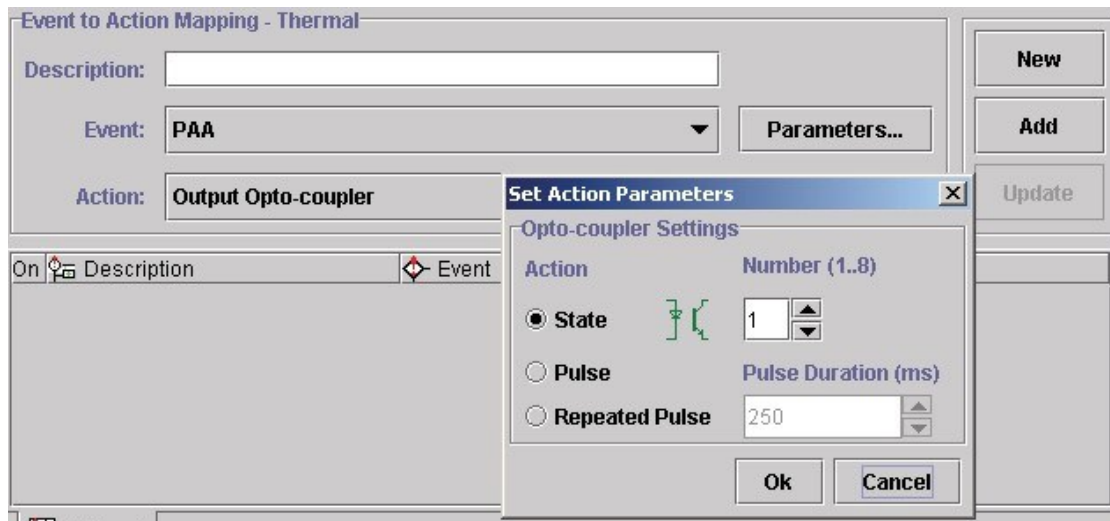 Event to Action Mapping - Thermal
Description:
New
Event: PAA Parameters...
Add
Action: Output Opto-coupler
Update
Set Action Parameters
Opto-coupler Settings
Action Number (1..8)
State 1
Pulse Pulse Duration (ms)
Repeated Pulse 250
Ok Cancel
On Description Event